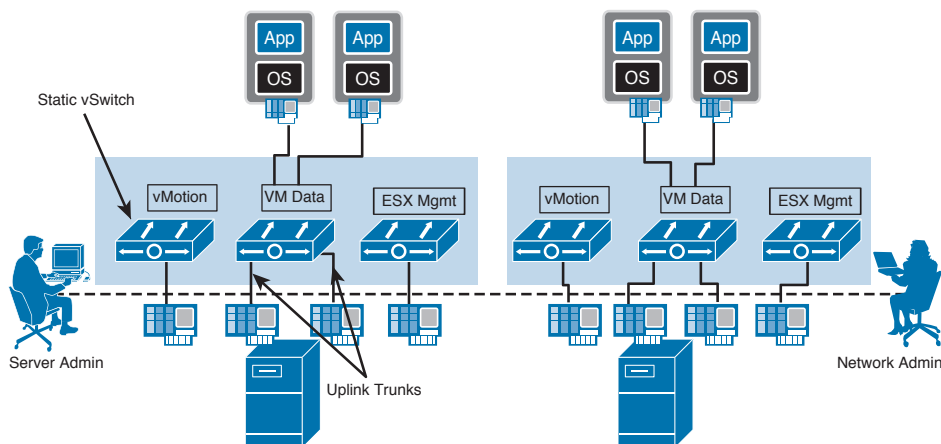 App
App
App
App
OS
OS
OS
OS
Static vSwitch
vMotion
VM Data
ESX Mgmt
vMotion
VM Data
ESX Mgmt
Server Admin
Uplink Trunks
Network Admin